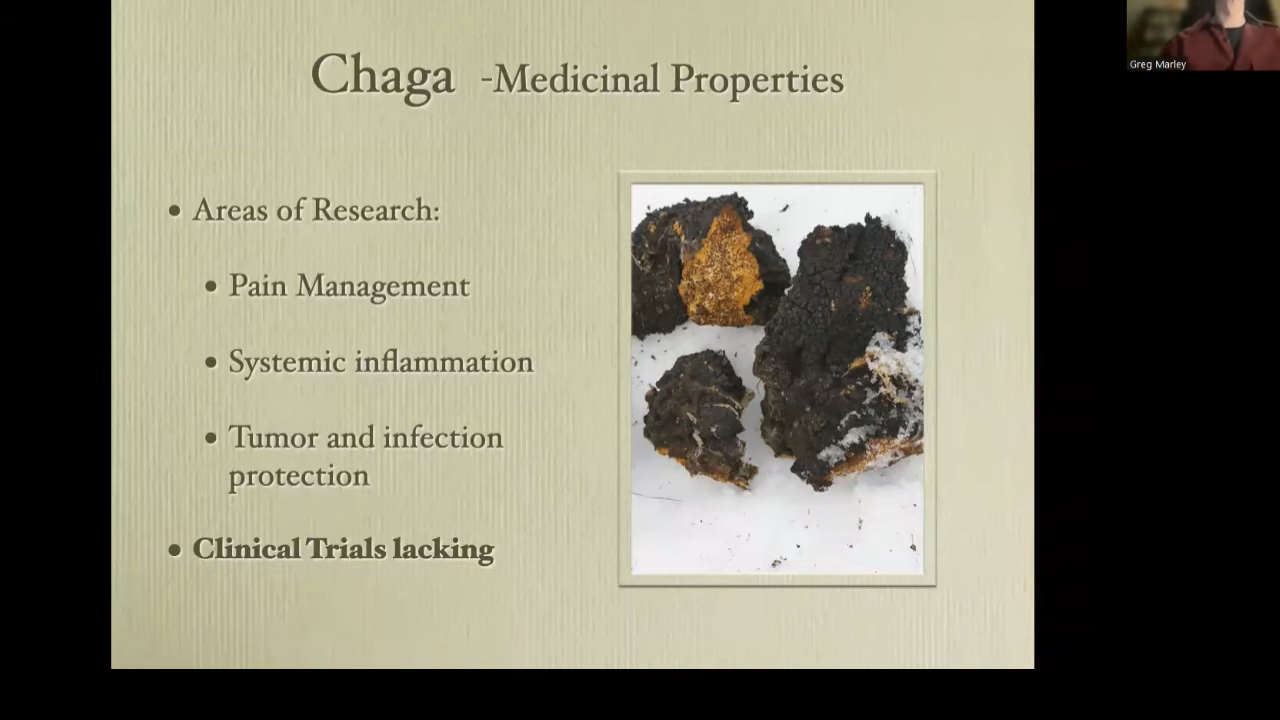 Chaga -Medicinal Properties
Greg Marley
• Areas of Research:
• Pain Management
• Systemic inflammation
• Tumor and infection
protection
• Clinical Trials lacking